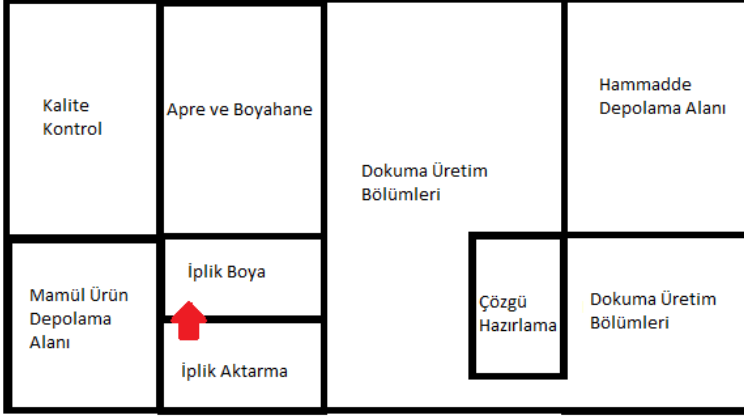 Kalite
Kontrol
Apre ve Boyahane
Dokuma Üretim
Bölümleri
Hammadde
Depolama Alanı
Mamül Ürün
Depolama
Alanı
İplik Boya
İplik Aktarma
Çözgü
Hazırlama
Dokuma Üretim
Bölümleri